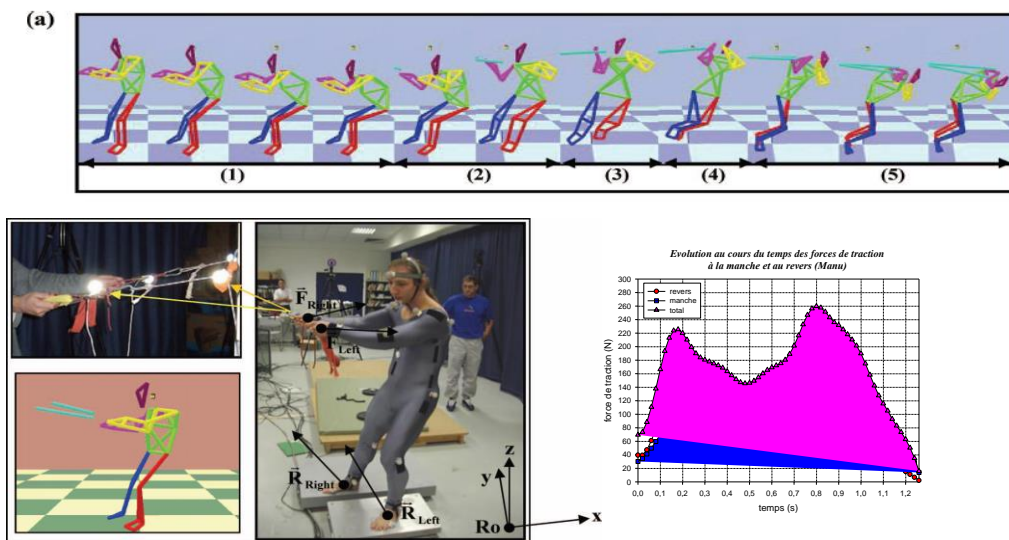 (a)
(1) (2) (3) (4) (5)
F Right
F Left
R Right
R Left
z
y
x
Ro
Evolution au cours du temps des forces de traction
à la manche et au revers (Manu)
300
280
260
240
220
200
180
160
140
120
100
80
60
40
20
0
force de traction (N)
revers
manche
total
0,0 0,1 0,2 0,3 0,4 0,5 0,6 0,7 0,8 0,9 1,0 1,1 1,2
temps (s)